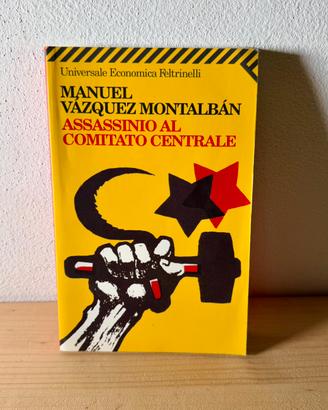 Universale Economica Feltrinelli
MANUEL
VÁZQUEZ MONTALBÁN
ASSASSINIO AL
COMITATO CENTRALE